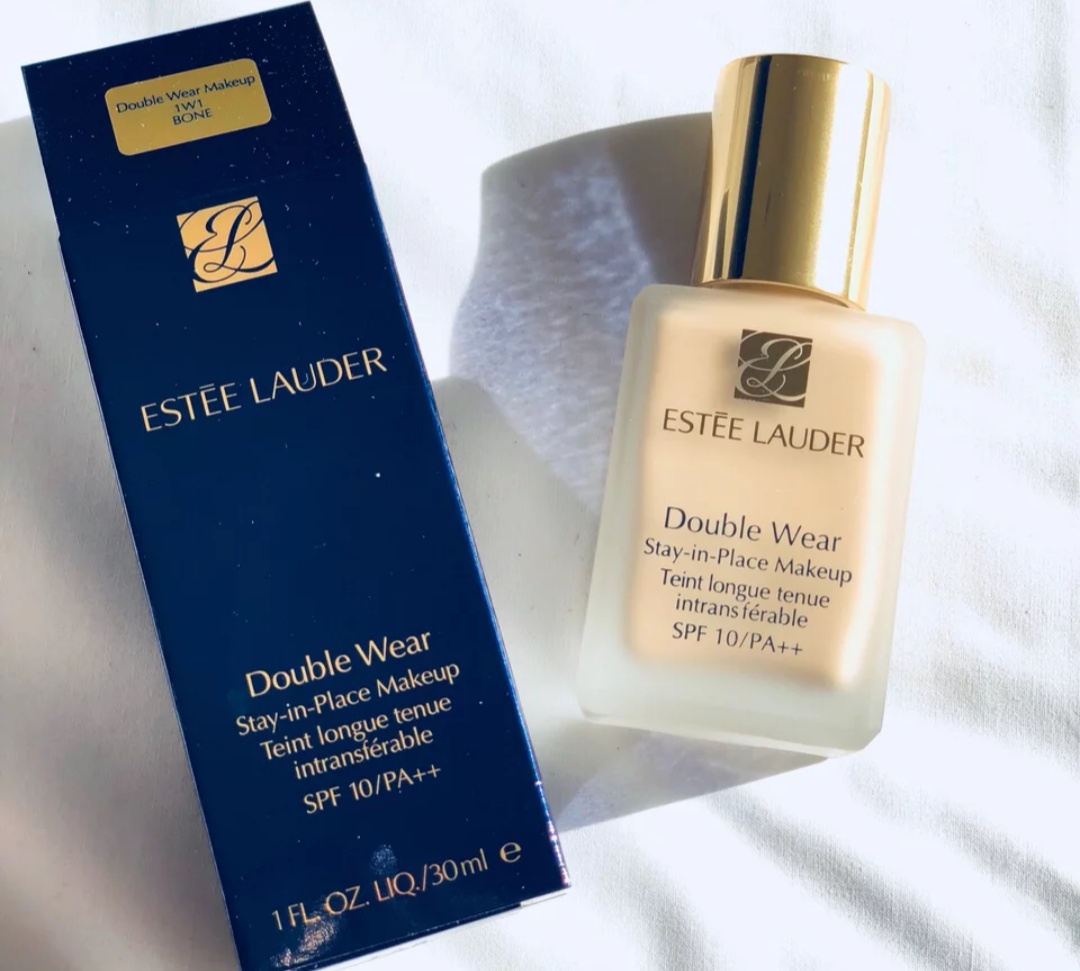 Double Wear Makeup
1W1
BONE
ESTĒE LAUDER
Double Wear
Stay-in-Place Makeup
Teint longue tenue
intransférable
SPF 10/PA++
1 FL. OZ. LIQ./30ml e
ESTĒE LAUDER
Double Wear
Stay-in-Place Makeup
Teint longue tenue
intransférable
SPF 10/PA++